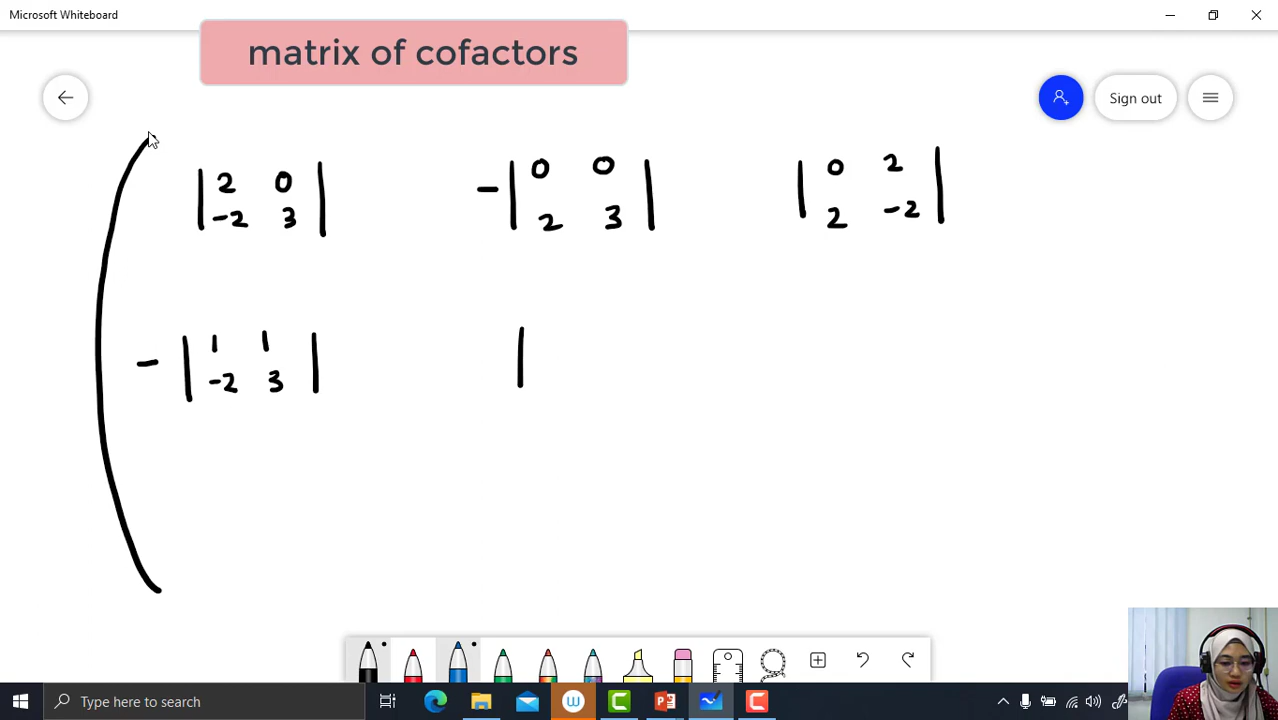 Microsoft Whiteboard
matrix of cofactors
Sign out
| 2 0 | - | 0 0 | | 0 2 |
| -2 3 | | 2 3 | | 2 -2 |
- | 1 1 | |
| -2 3 |
Type here to search